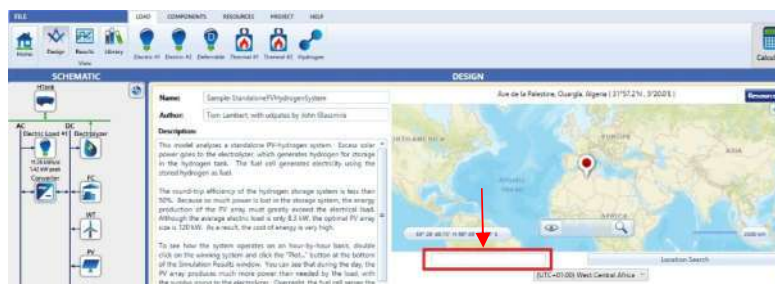 FILE
LOAD COMPONENTS RESOURCES PROJECT HELP
Home Design Results Library
View
Electric #1 Electric #2 Deferrable Thermal #1 Thermal #2 Hydrogen
SCHEMATIC
DESIGN
HTank
AC DC
Electric Load #1 Electrolyzer
Converter FC
WT
PV
Name: Sample-StandalonePVHydrogenSystem
Author: Tom Lambert, with udpates by John Glassmire
Description:
This model analyzes a standalone PV-hydrogen system. Excess solar
power goes to the electrolyzer, which generates hydrogen for storage
in the hydrogen tank. The fuel cell generated electricity using the
stored hydrogen as fuel.
The round-trip efficiency of the hydrogen storage system is less than
50%. Because so much power is lost in the storage system, the energy
production of the PV array must greatly exceed the electrical load.
Although the average electric load is only 8.3 kW, the optimal PV array
size is 120 kW. As a result, the cost of energy is very high.
To see how the system operates on an hour-by-hour basis, double
click on the winning system and click the "Plot..." button at the bottom
of the Simulation Results window. You can see that during the day, the
PV array produces much more power than needed by the load, with
Rue de la Palestine, Ouargla, Algeria
EUROPE
ASIA
AFRICA
Location Search
(UTC+01:00) West Central Africa